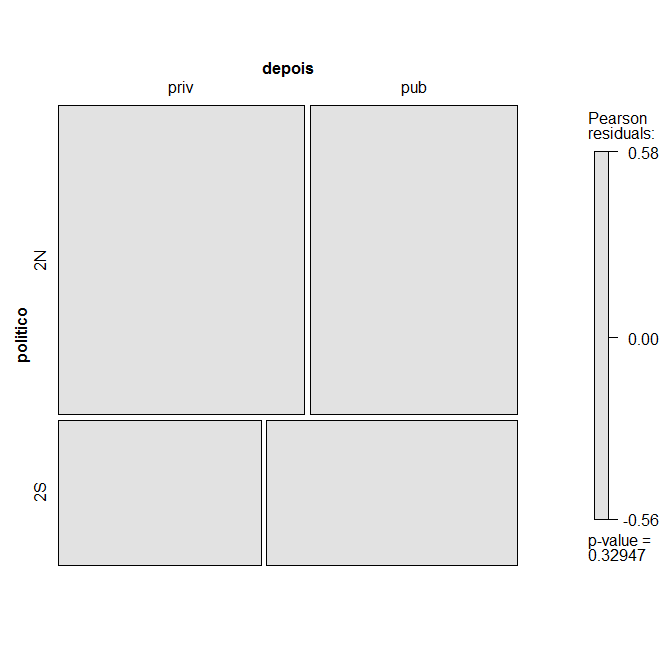 depois
priv
pub
politico
2N
2S
Pearson
residuals:
0.58
0.00
-0.56
p-value =
0.32947